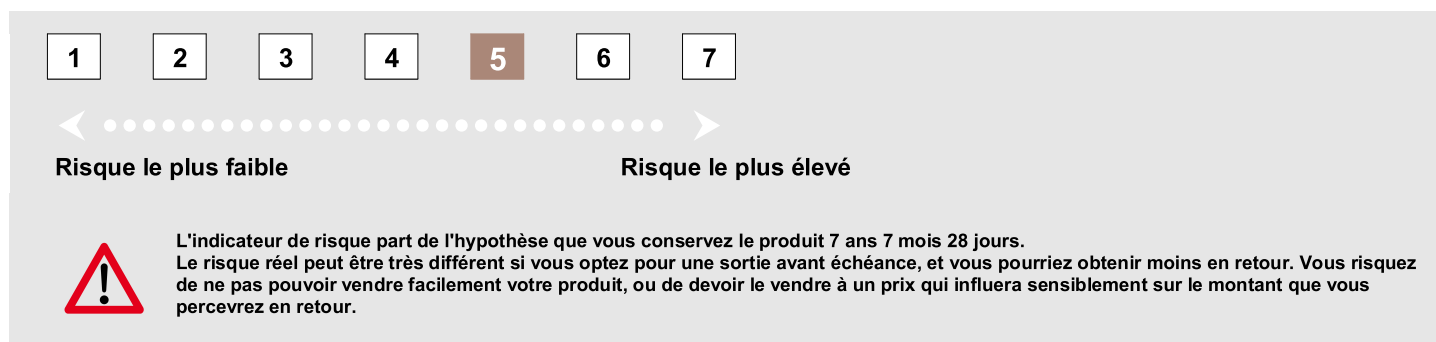 1 2 3 4 5 6 7
Risque le plus faible Risque le plus élevé
L'indicateur de risque part de l'hypothèse que vous conservez le produit 7 ans 7 mois 28 jours.
Le risque réel peut être très différent si vous optez pour une sortie avant échéance, et vous pourriez obtenir moins en retour. Vous risquez
de ne pas pouvoir vendre facilement votre produit, ou de devoir le vendre à un prix qui influera sensiblement sur le montant que vous
percevrez en retour.